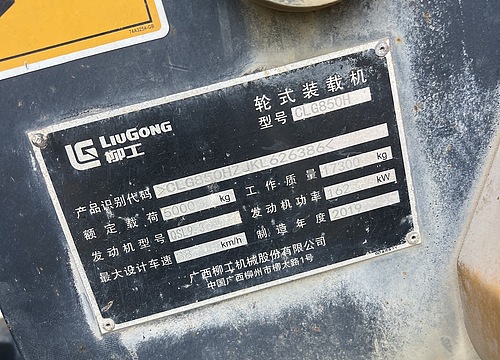 74A3254-GB
LIUGONG
柳工
轮式装载机
型号 CLG850H
产品识别代码 >CLG850HZJKL626386<
额定载荷 5000 kg 工作质量 17300 kg
发动机型号 发动机功率 162 kW
最大设计车速 38 km/h 制造年度 2019
广西柳工机械股份有限公司
中国广西柳州市柳太路1号